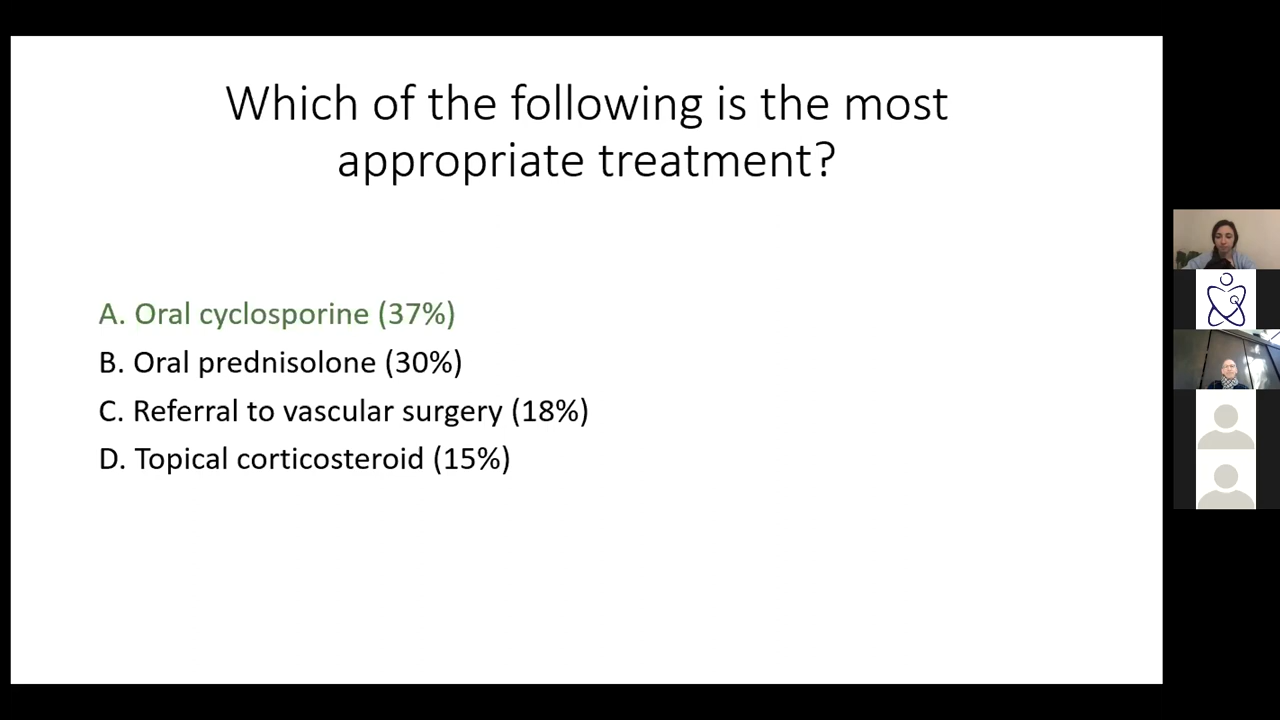 Which of the following is the most
appropriate treatment?
A. Oral cyclosporine (37%)
B. Oral prednisolone (30%)
C. Referral to vascular surgery (18%)
D. Topical corticosteroid (15%)